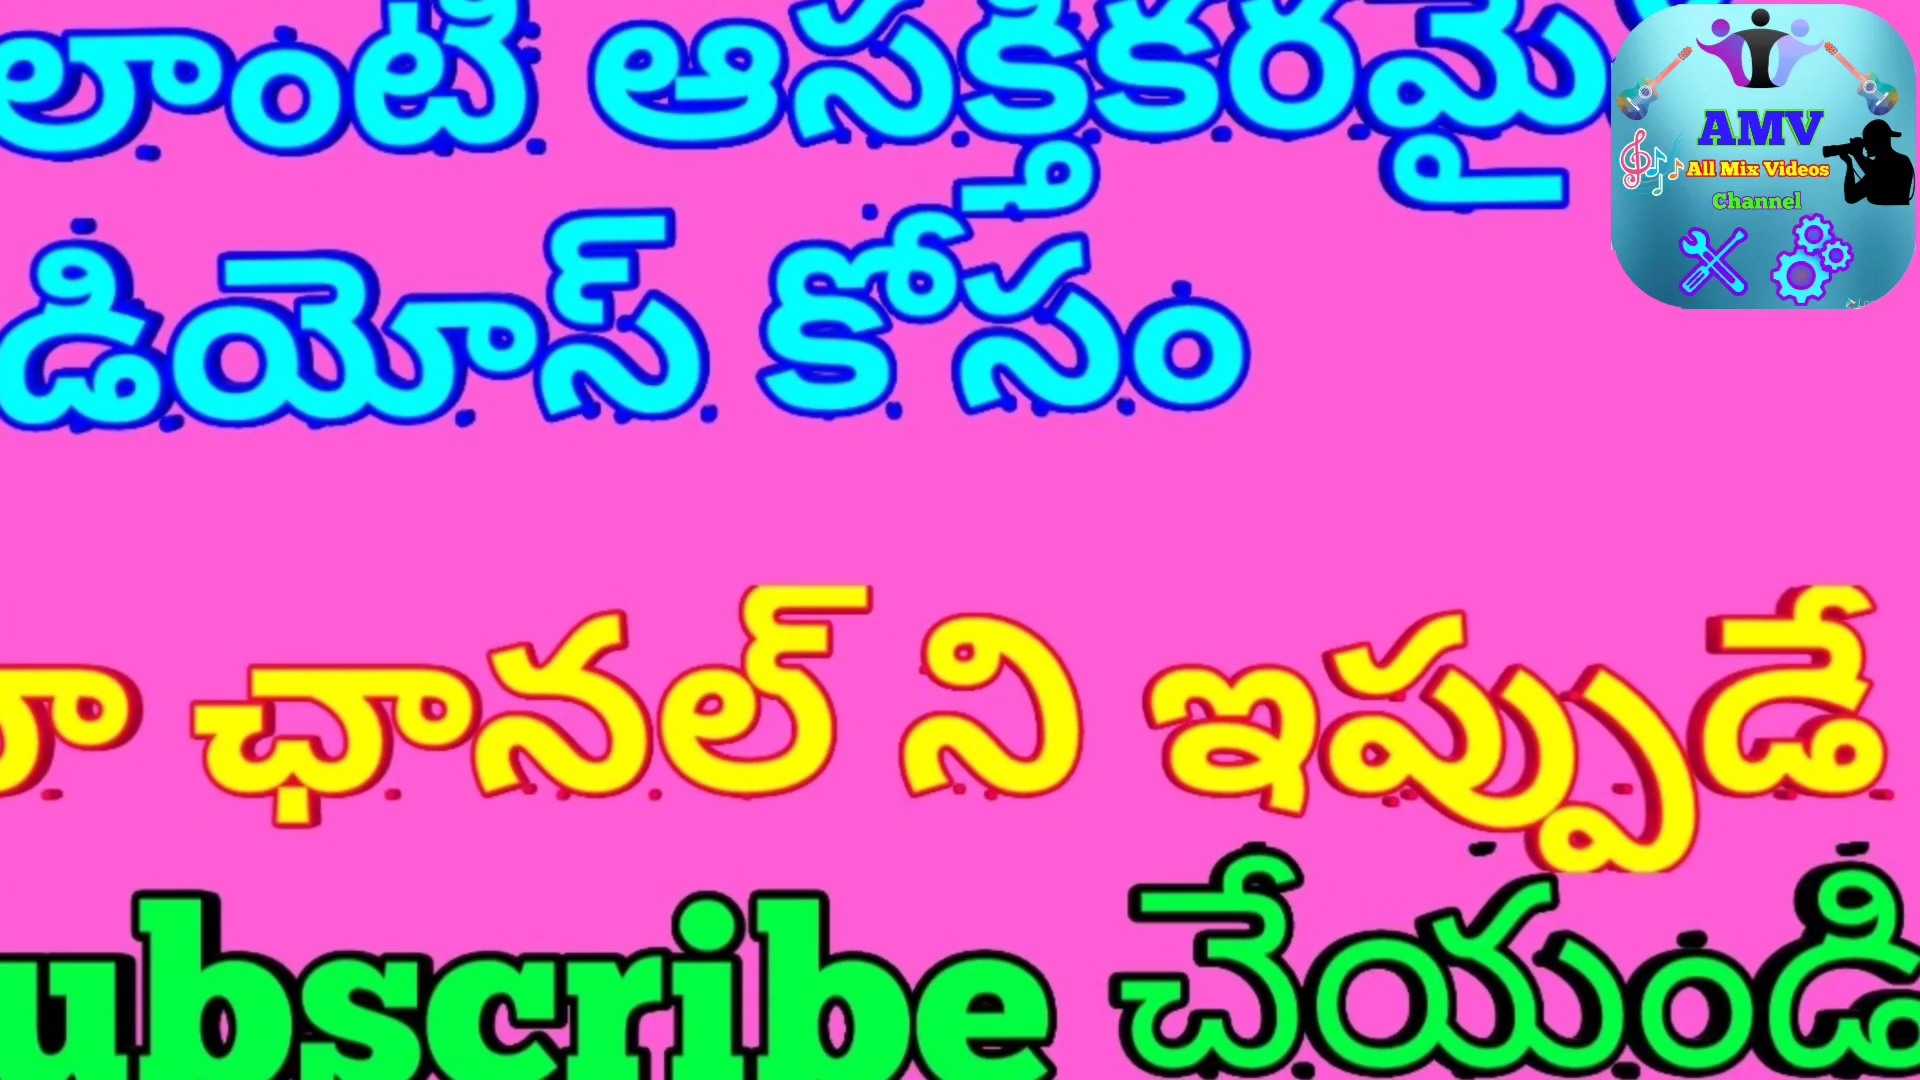 లాంటి ఆసక్తికరమై
డియోస్ కోసం
ఛానల్ ని ఇప్పుడే
ubscribe చేయండి
AMV
All Mix Videos
Channel